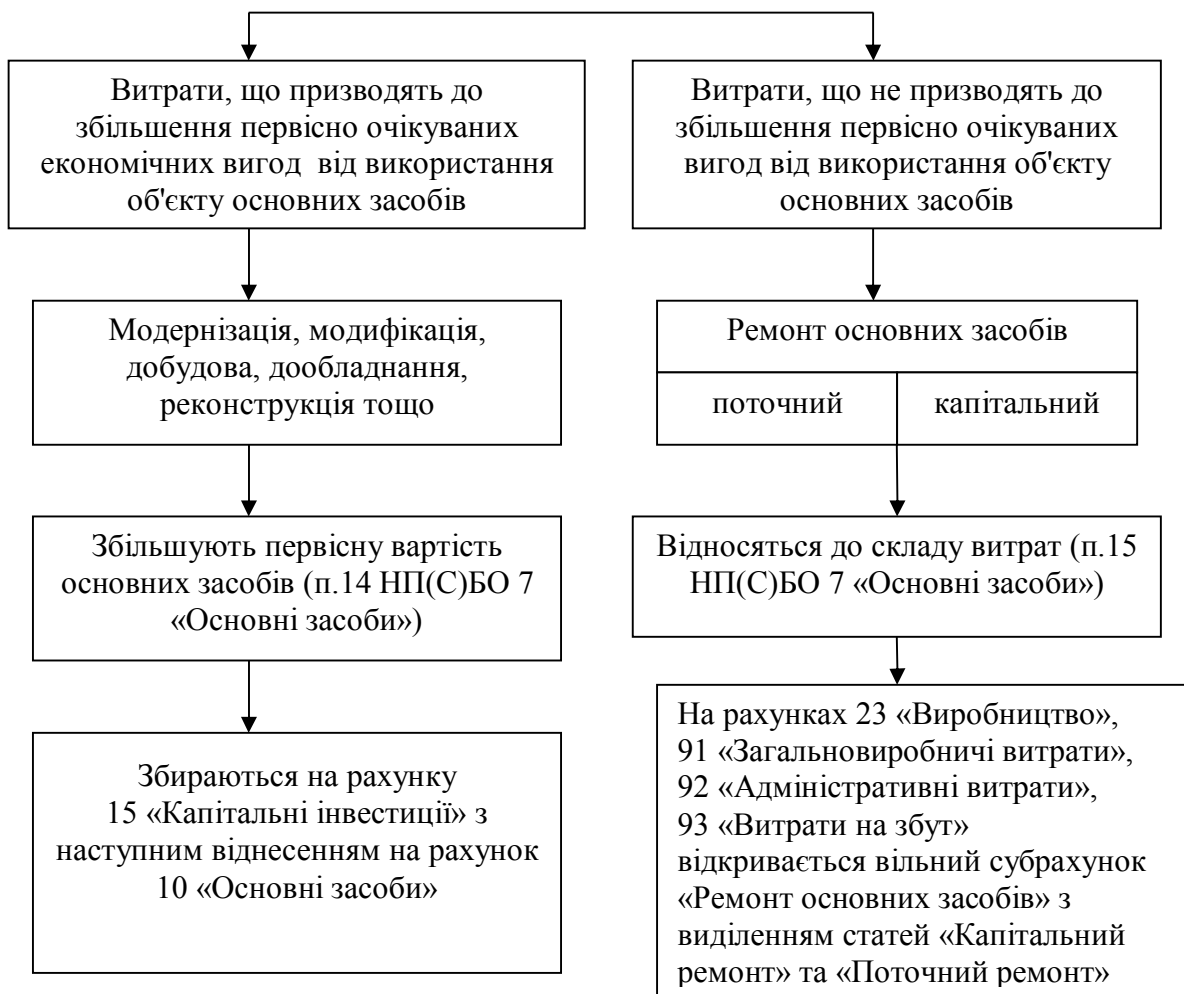 Витрати, що призводять до
збільшення первісно очікуваних
економічних вигод від використання
об'єкту основних засобів
Модернізація, модифікація,
добудова, дообладнання,
реконструкція тощо
Збільшують первісну вартість
основних засобів (п.14 НП(С)БО 7
«Основні засоби»)
Збираються на рахунку
15 «Капітальні інвестиції» з
наступним віднесенням на рахунок
10 «Основні засоби»
Витрати, що не призводять до
збільшення первісно очікуваних
вигод від використання об'єкту
основних засобів
Ремонт основних засобів
поточний
капітальний
Відносяться до складу витрат (п.15
НП(С)БО 7 «Основні засоби»)
На рахунках 23 «Виробництво»,
91 «Загальновиробничі витрати»,
92 «Адміністративні витрати»,
93 «Витрати на збут»
відкривається вільний субрахунок
«Ремонт основних засобів» з
виділенням статей «Капітальний
ремонт» та «Поточний ремонт»